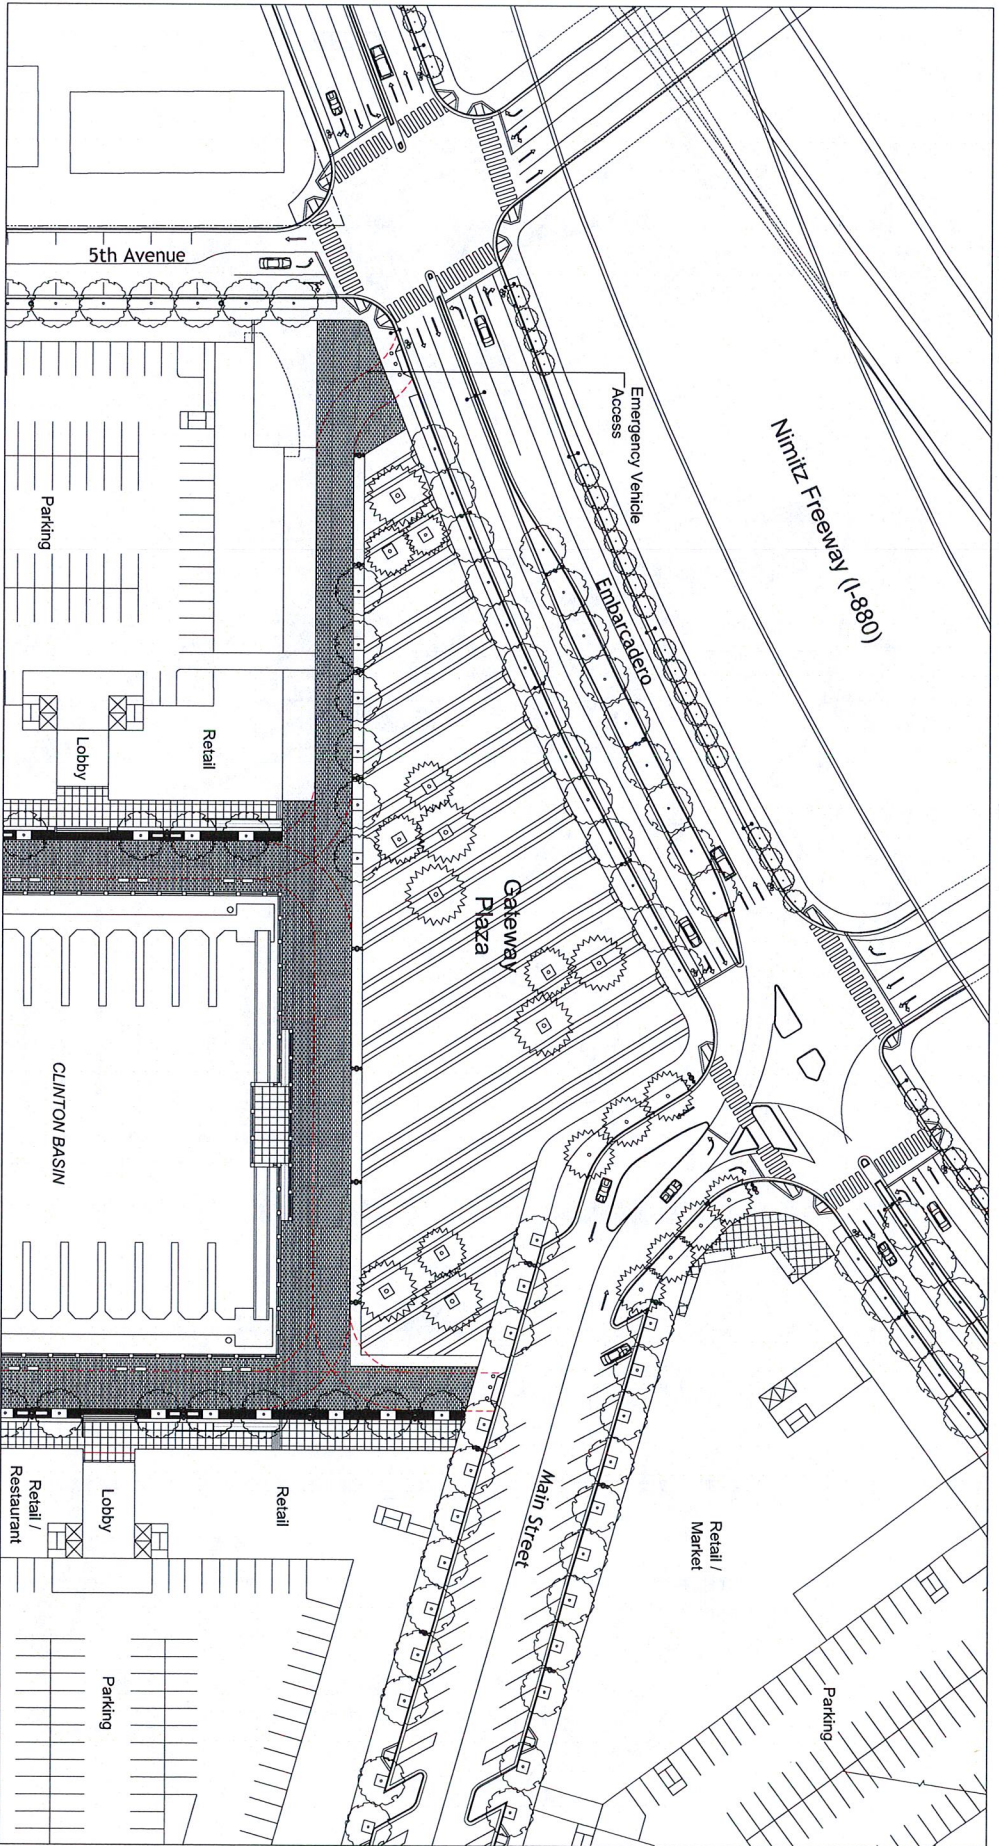 5th Avenue
Emergency Vehicle
Access
Nimitz Freeway (I-880)
Embarcadero
Parking
Retail
Lobby
Gateway
Plaza
CLINTON BASIN
Main Street
Retail /
Market
Retail
Lobby
Retail /
Restaurant
Parking
Parking